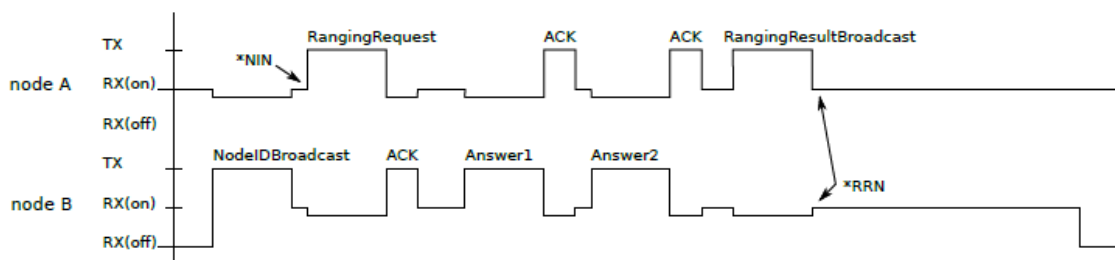 RangingRequest ACK ACK RangingResultBroadcast
TX
*NIN
node A RX(on)
RX(off)
NodeIDBroadcast ACK Answer1 Answer2
TX
*RRN
node B RX(on)
RX(off)